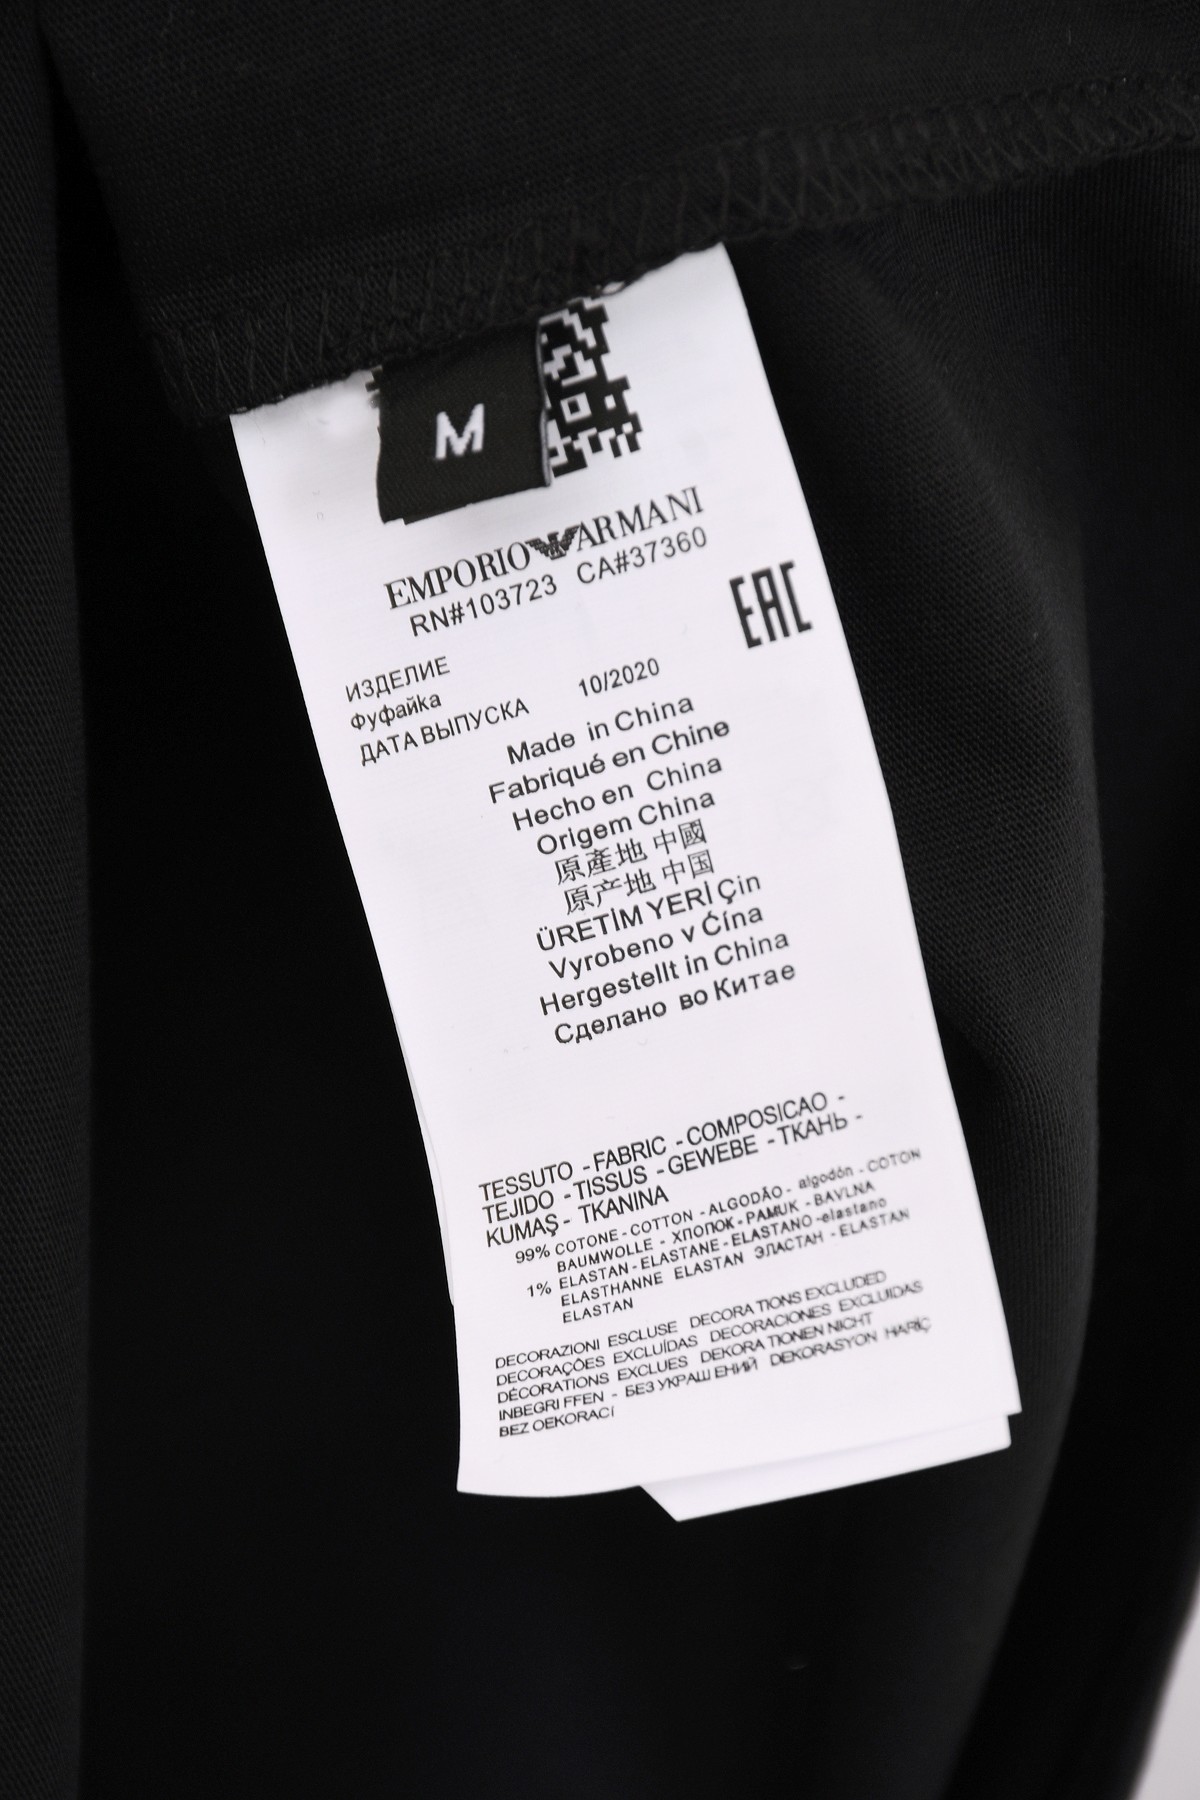 M
EMPORIO ARMANI
RN#103723 CA#37360
EAC
ИЗДЕЛИЕ
Фуфайка
ДАТА ВЫПУСКА 10/2020
Made in China
Fabriqué en Chine
Hecho en China
Origem China
原產地 中國
原产地 中国
ÜRETİM YERİ Çin
Vyrobeno v Ćína
Hergestellt in China
Сделано во Китае
TESSUTO - FABRIC - COMPOSICAO -
TEJIDO - TISSUS - GEWEBE - ТКАНЬ -
KUMAŞ - TKANINA
99% COTONE - COTTON - ALGODÃO - algodón - COTON
BAUMWOLLE - ХЛОПОК - PAMUK - BAVLNA
1% ELASTAN - ELASTANE - ELASTANO - elastano
ELASTHANNE ELASTAN ЭЛАСТАН - ELASTAN
ELASTAN
DECORAZIONI ESCLUSE DECORATIONS EXCLUDED
DECORAÇÕES EXCLUÍDAS DECORACIONES EXCLUIDAS
DÉCORATIONS EXCLUES DEKORATIONEN NICHT
INBEGRIFFEN - БЕЗ УКРАШЕНИЙ DEKORASYON HARİÇ
BEZ OEKORACÍ